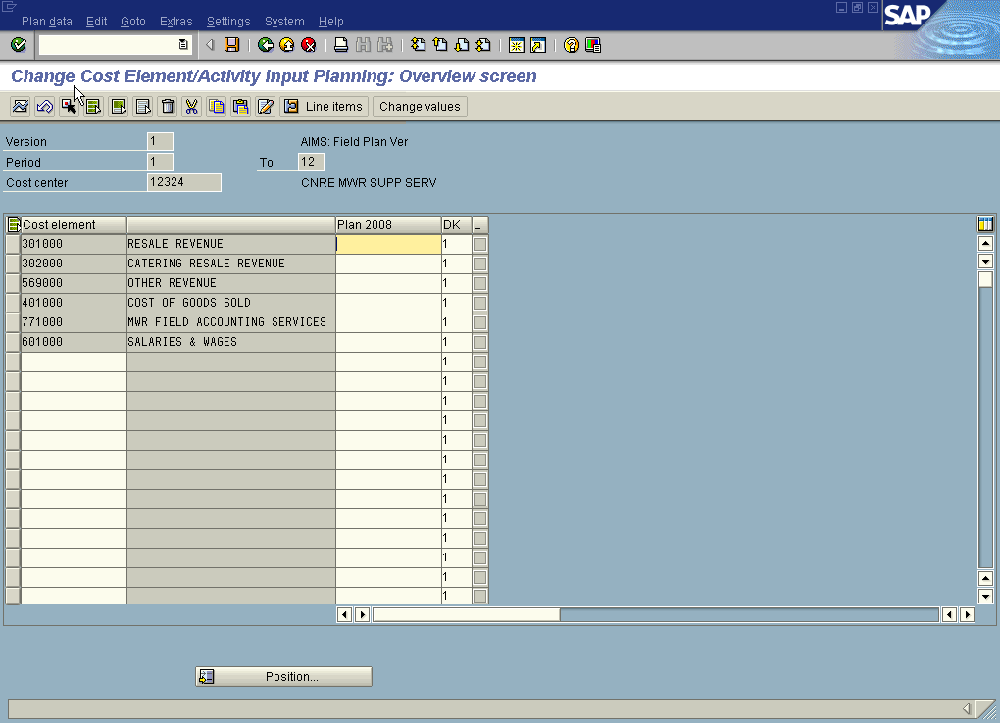 Plan data Edit Goto Extras Settings System Help
SAP
Change Cost Element/Activity Input Planning: Overview screen
Line items Change values
Version 1 AIMS: Field Plan Ver
Period 1 To 12
Cost center 12324 CNRE MWR SUPP SERV
Cost element Plan 2008 DK L
301000 RESALE REVENUE 1
302000 CATERING RESALE REVENUE 1
569000 OTHER REVENUE 1
401000 COST OF GOODS SOLD 1
771000 MWR FIELD ACCOUNTING SERVICES 1
601000 SALARIES & WAGES 1
1
1
1
1
1
1
1
1
1
1
1
1
1
Position...